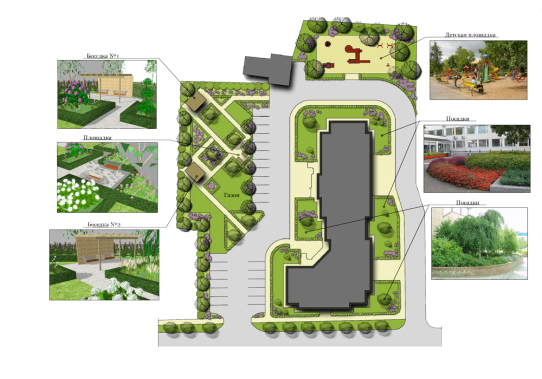 Беседка №1
Детская площадка
Посадки
Площадка
Газон
Посадки
Беседка №2